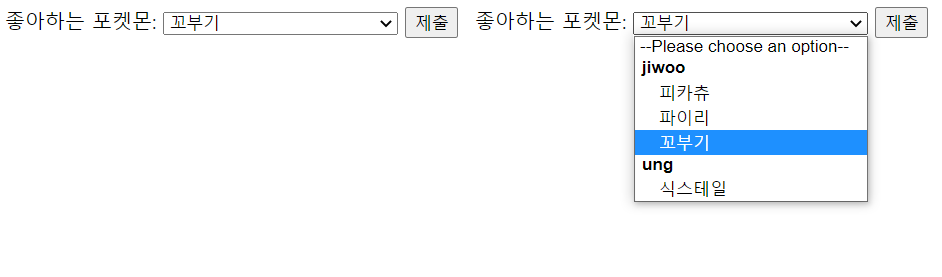 좋아하는 포켓몬: 꼬부기 제출
좋아하는 포켓몬: 꼬부기 제출
--Please choose an option--
jiwoo
피카츄
파이리
꼬부기
ung
식스테일